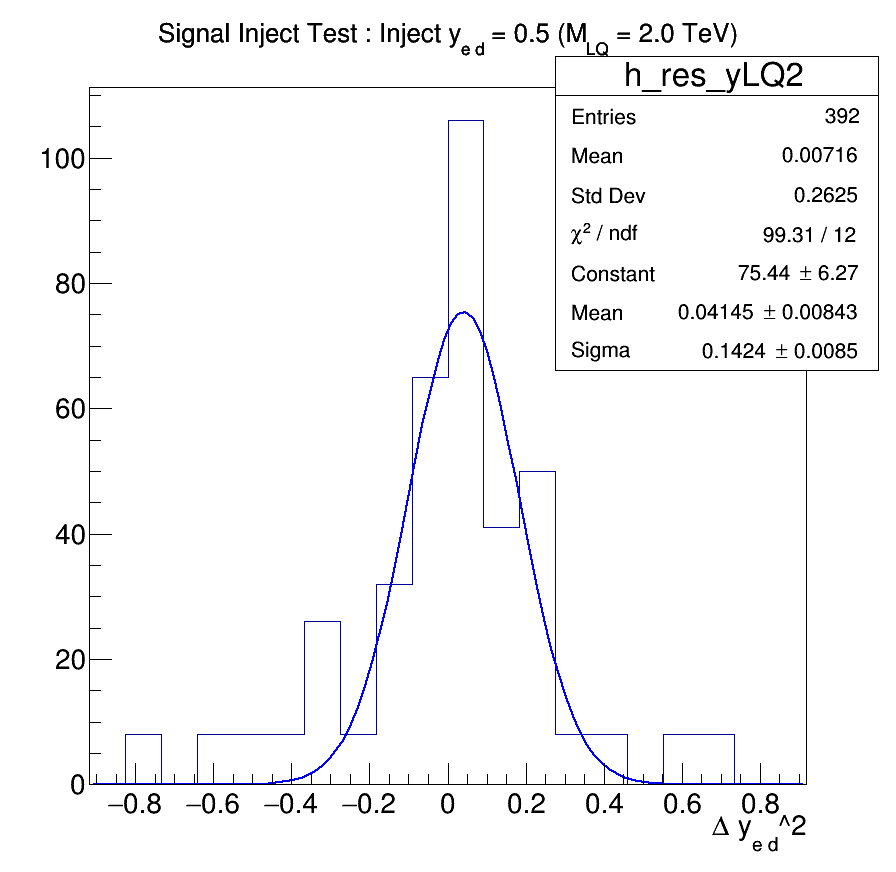 Signal Inject Test : Inject y_{e d} = 0.5 (M_{LQ} = 2.0 TeV)
h_res_yLQ2
Entries 392
Mean 0.00716
Std Dev 0.2625
χ² / ndf 99.31 / 12
Constant 75.44 ± 6.27
Mean 0.04145 ± 0.00843
Sigma 0.1424 ± 0.0085
100
80
60
40
20
0
−0.8 −0.6 −0.4 −0.2 0 0.2 0.4 0.6 0.8
Δ y_{e d}^2